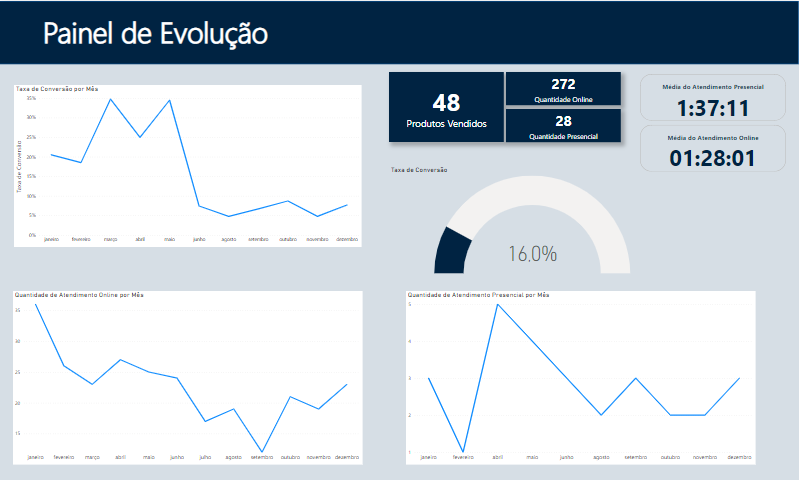 Painel de Evolução
Taxa de Conversão por Mês
Taxa de Conversão
35%
30%
25%
20%
15%
10%
5%
0%
janeiro fevereiro março abril maio junho agosto setembro outubro novembro dezembro
48
Produtos Vendidos
272
Quantidade Online
28
Quantidade Presencial
Média do Atendimento Presencial
1:37:11
Média do Atendimento Online
01:28:01
Taxa de Conversão
16.0%
Quantidade de Atendimento Online por Mês
35
30
25
20
15
janeiro fevereiro março abril maio junho julho agosto setembro outubro novembro dezembro
Quantidade de Atendimento Presencial por Mês
5
4
3
2
1
janeiro fevereiro abril maio junho agosto setembro outubro novembro dezembro